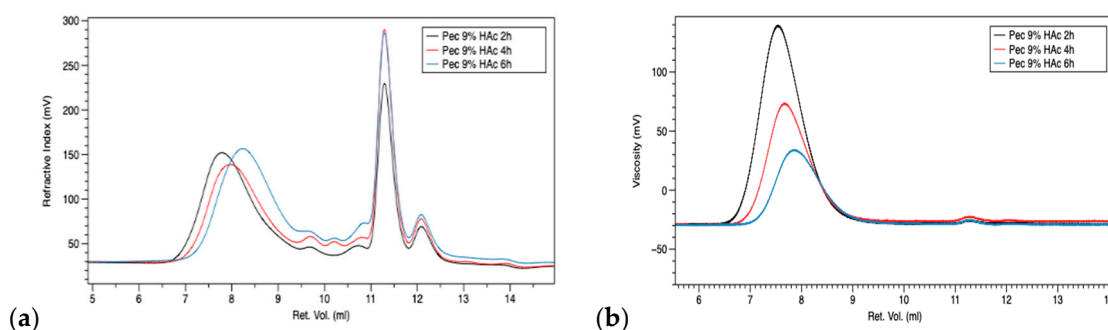 300
250
200
150
100
50
Refractive Index (mV)
Pec 9% HAc 2h
Pec 9% HAc 4h
Pec 9% HAc 6h
5 6 7 8 9 10 11 12 13 14
Ret. Vol. (ml)
(a)
100
50
0
−50
Viscosity (mV)
Pec 9% HAc 2h
Pec 9% HAc 4h
Pec 9% HAc 6h
6 7 8 9 10 11 12 13
Ret. Vol. (ml)
(b)